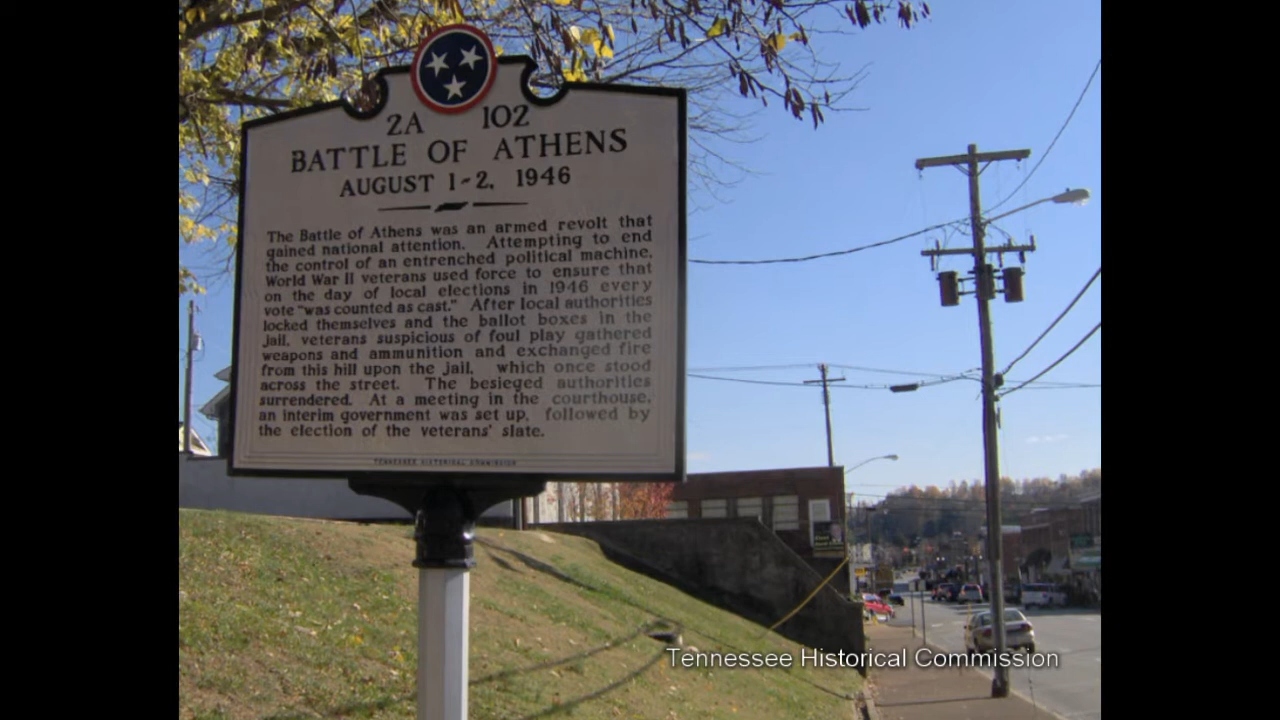 2A 102
BATTLE OF ATHENS
AUGUST 1-2, 1946
The Battle of Athens was an armed revolt that
gained national attention. Attempting to end
the control of an entrenched political machine,
World War II veterans used force to ensure that
on the day of local elections in 1946 every
vote "was counted as cast." After local authorities
locked themselves and the ballot boxes in the
jail, veterans suspicious of foul play gathered
weapons and ammunition and exchanged fire
from this hill upon the jail, which once stood
across the street. The besieged authorities
surrendered. At a meeting in the courthouse,
an interim government was set up, followed by
the election of the veterans' slate.
TENNESSEE HISTORICAL COMMISSION
Tennessee Historical Commission